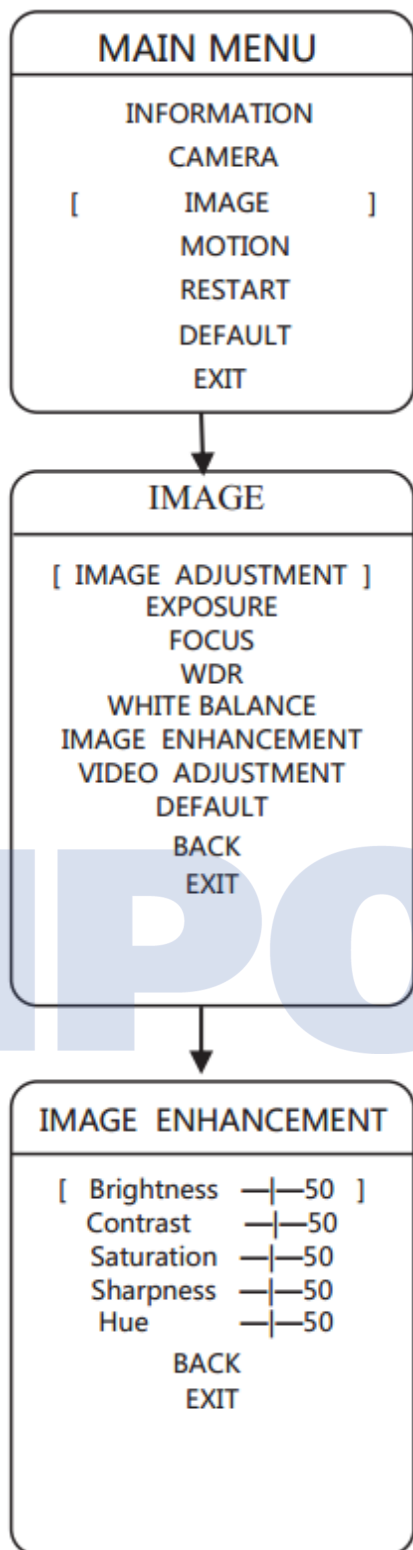 MAIN MENU
INFORMATION
CAMERA
[ IMAGE ]
MOTION
RESTART
DEFAULT
EXIT
IMAGE
[ IMAGE ADJUSTMENT ]
EXPOSURE
FOCUS
WDR
WHITE BALANCE
IMAGE ENHANCEMENT
VIDEO ADJUSTMENT
DEFAULT
BACK
EXIT
IMAGE ENHANCEMENT
[ Brightness —|—50 ]
Contrast —|—50
Saturation —|—50
Sharpness —|—50
Hue —|—50
BACK
EXIT